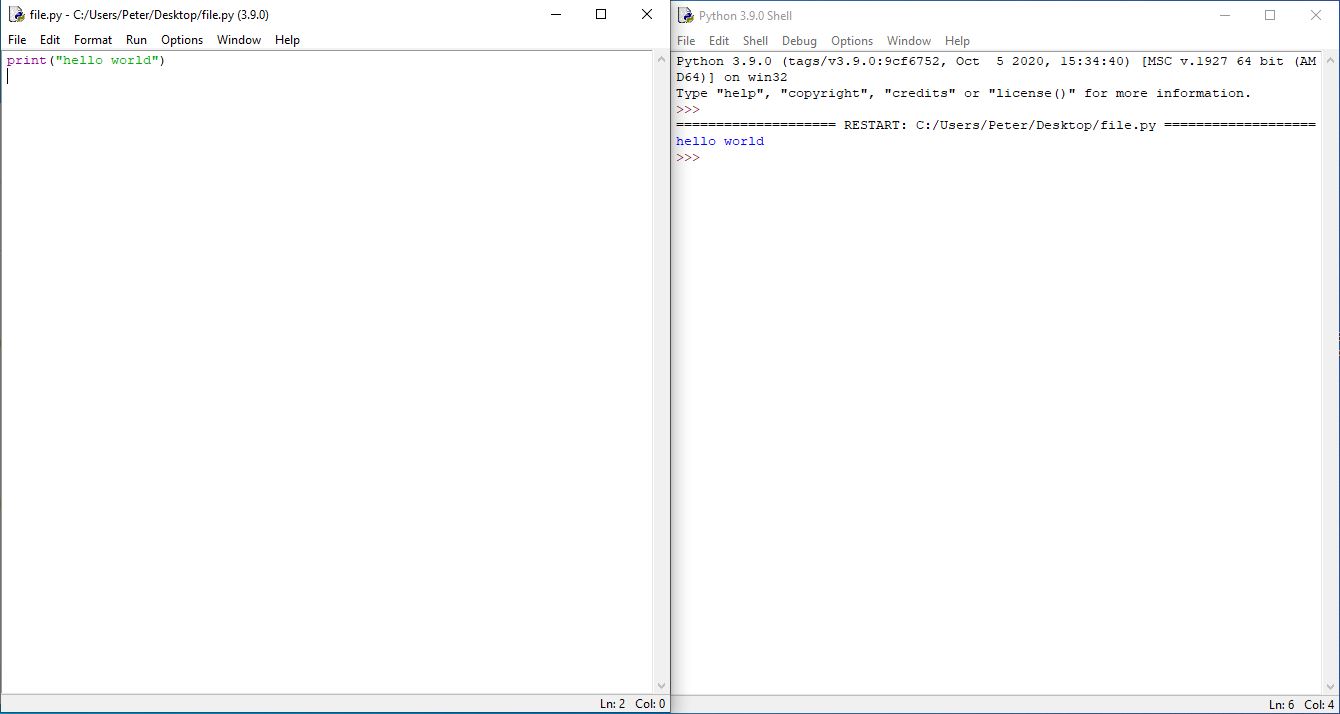 file.py - C:/Users/Peter/Desktop/file.py (3.9.0)
File Edit Format Run Options Window Help
print("hello world")
Ln: 2 Col: 0
Python 3.9.0 Shell
File Edit Shell Debug Options Window Help
Python 3.9.0 (tags/v3.9.0:9cf6752, Oct  5 2020, 15:34:40) [MSC v.1927 64 bit (AM
D64)] on win32
Type "help", "copyright", "credits" or "license()" for more information.
>>>
==================== RESTART: C:/Users/Peter/Desktop/file.py ===================
hello world
>>>
Ln: 6 Col: 4